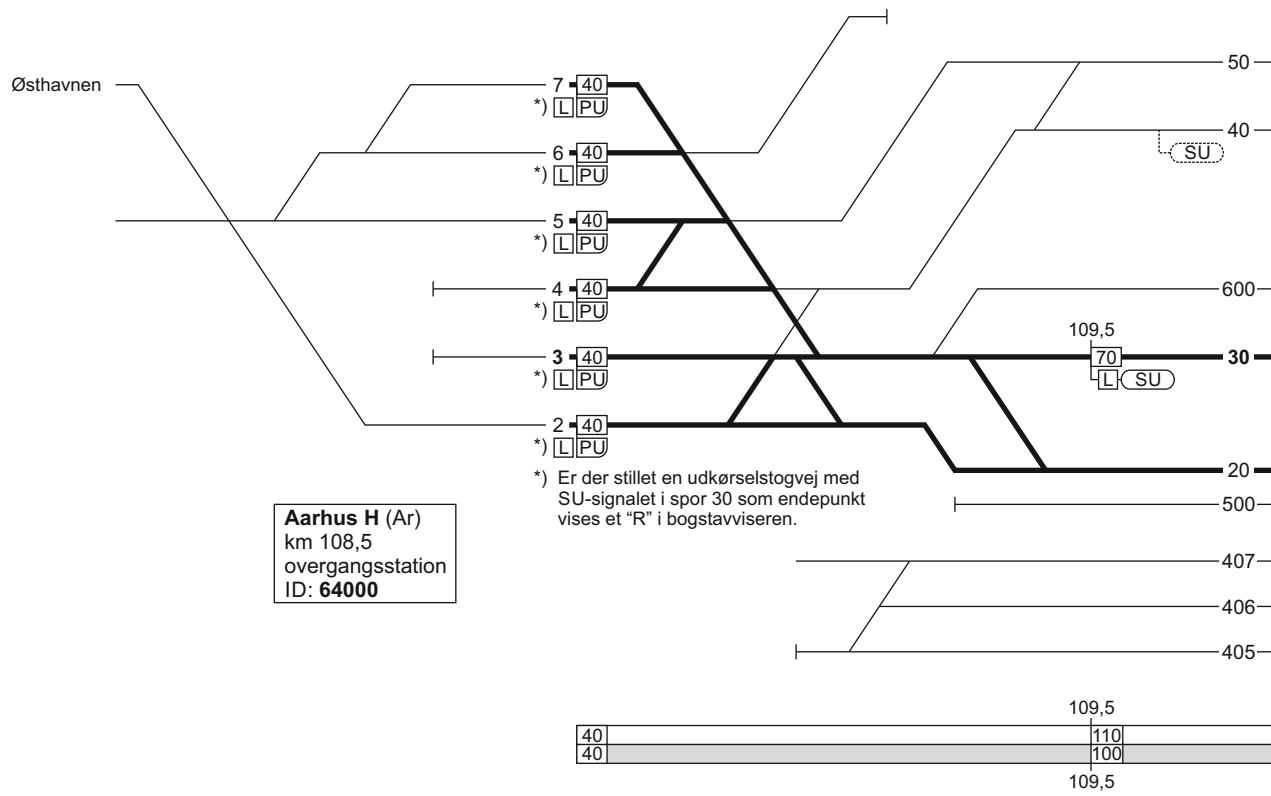 Østhavnen
7 40
*) L PU
6 40
*) L PU
5 40
*) L PU
4 40
*) L PU
3 40
*) L PU
2 40
*) L PU
*) Er der stillet en udkørselstogvej med
SU-signalet i spor 30 som endepunkt
vises et “R” i bogstavviseren.
50
40
SU
600
109,5
70
30
L SU
20
500
407
406
405
Aarhus H (Ar)
km 108,5
overgangsstation
ID: 64000
109,5
40 110
40 100
109,5